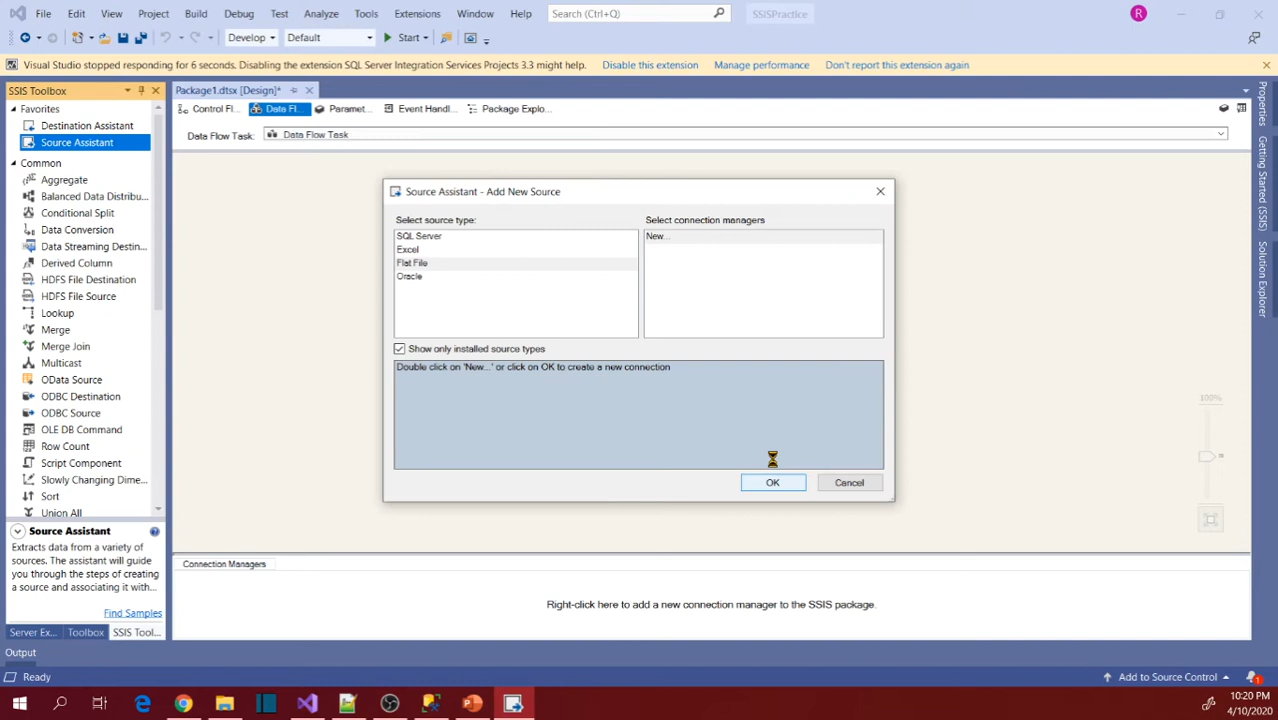 File Edit View Project Build Debug Test Analyze Tools Extensions Window Help Search (Ctrl+Q) SSISPractice R
Develop Default Start
Visual Studio stopped responding for 6 seconds. Disabling the extension SQL Server Integration Services Projects 3.3 might help. Disable this extension Manage performance Don't report this extension again
SSIS Toolbox
Package1.dtsx [Design]*
Favorites
Control Fl... Data Fl... Paramet... Event Handl... Package Explo...
Destination Assistant
Data Flow Task: Data Flow Task
Source Assistant
Common
Aggregate
Balanced Data Distribu...
Conditional Split
Data Conversion
Data Streaming Destin...
Derived Column
HDFS File Destination
HDFS File Source
Lookup
Merge
Merge Join
Multicast
OData Source
ODBC Destination
ODBC Source
OLE DB Command
Row Count
Script Component
Slowly Changing Dime...
Sort
Union All
Source Assistant
Extracts data from a variety of
sources. The assistant will guide
you through the steps of creating
a source and associating it with...
Find Samples
Server Ex... Toolbox SSIS Tool...
Source Assistant - Add New Source
Select source type:
SQL Server
Excel
Flat File
Oracle
Select connection managers
New...
Show only installed source types
Double click on 'New...' or click on OK to create a new connection
OK Cancel
100%
Connection Managers
Right-click here to add a new connection manager to the SSIS package.
Properties
Getting Started (SSIS)
Solution Explorer
Output
Ready
Add to Source Control
1
10:20 PM
4/10/2020